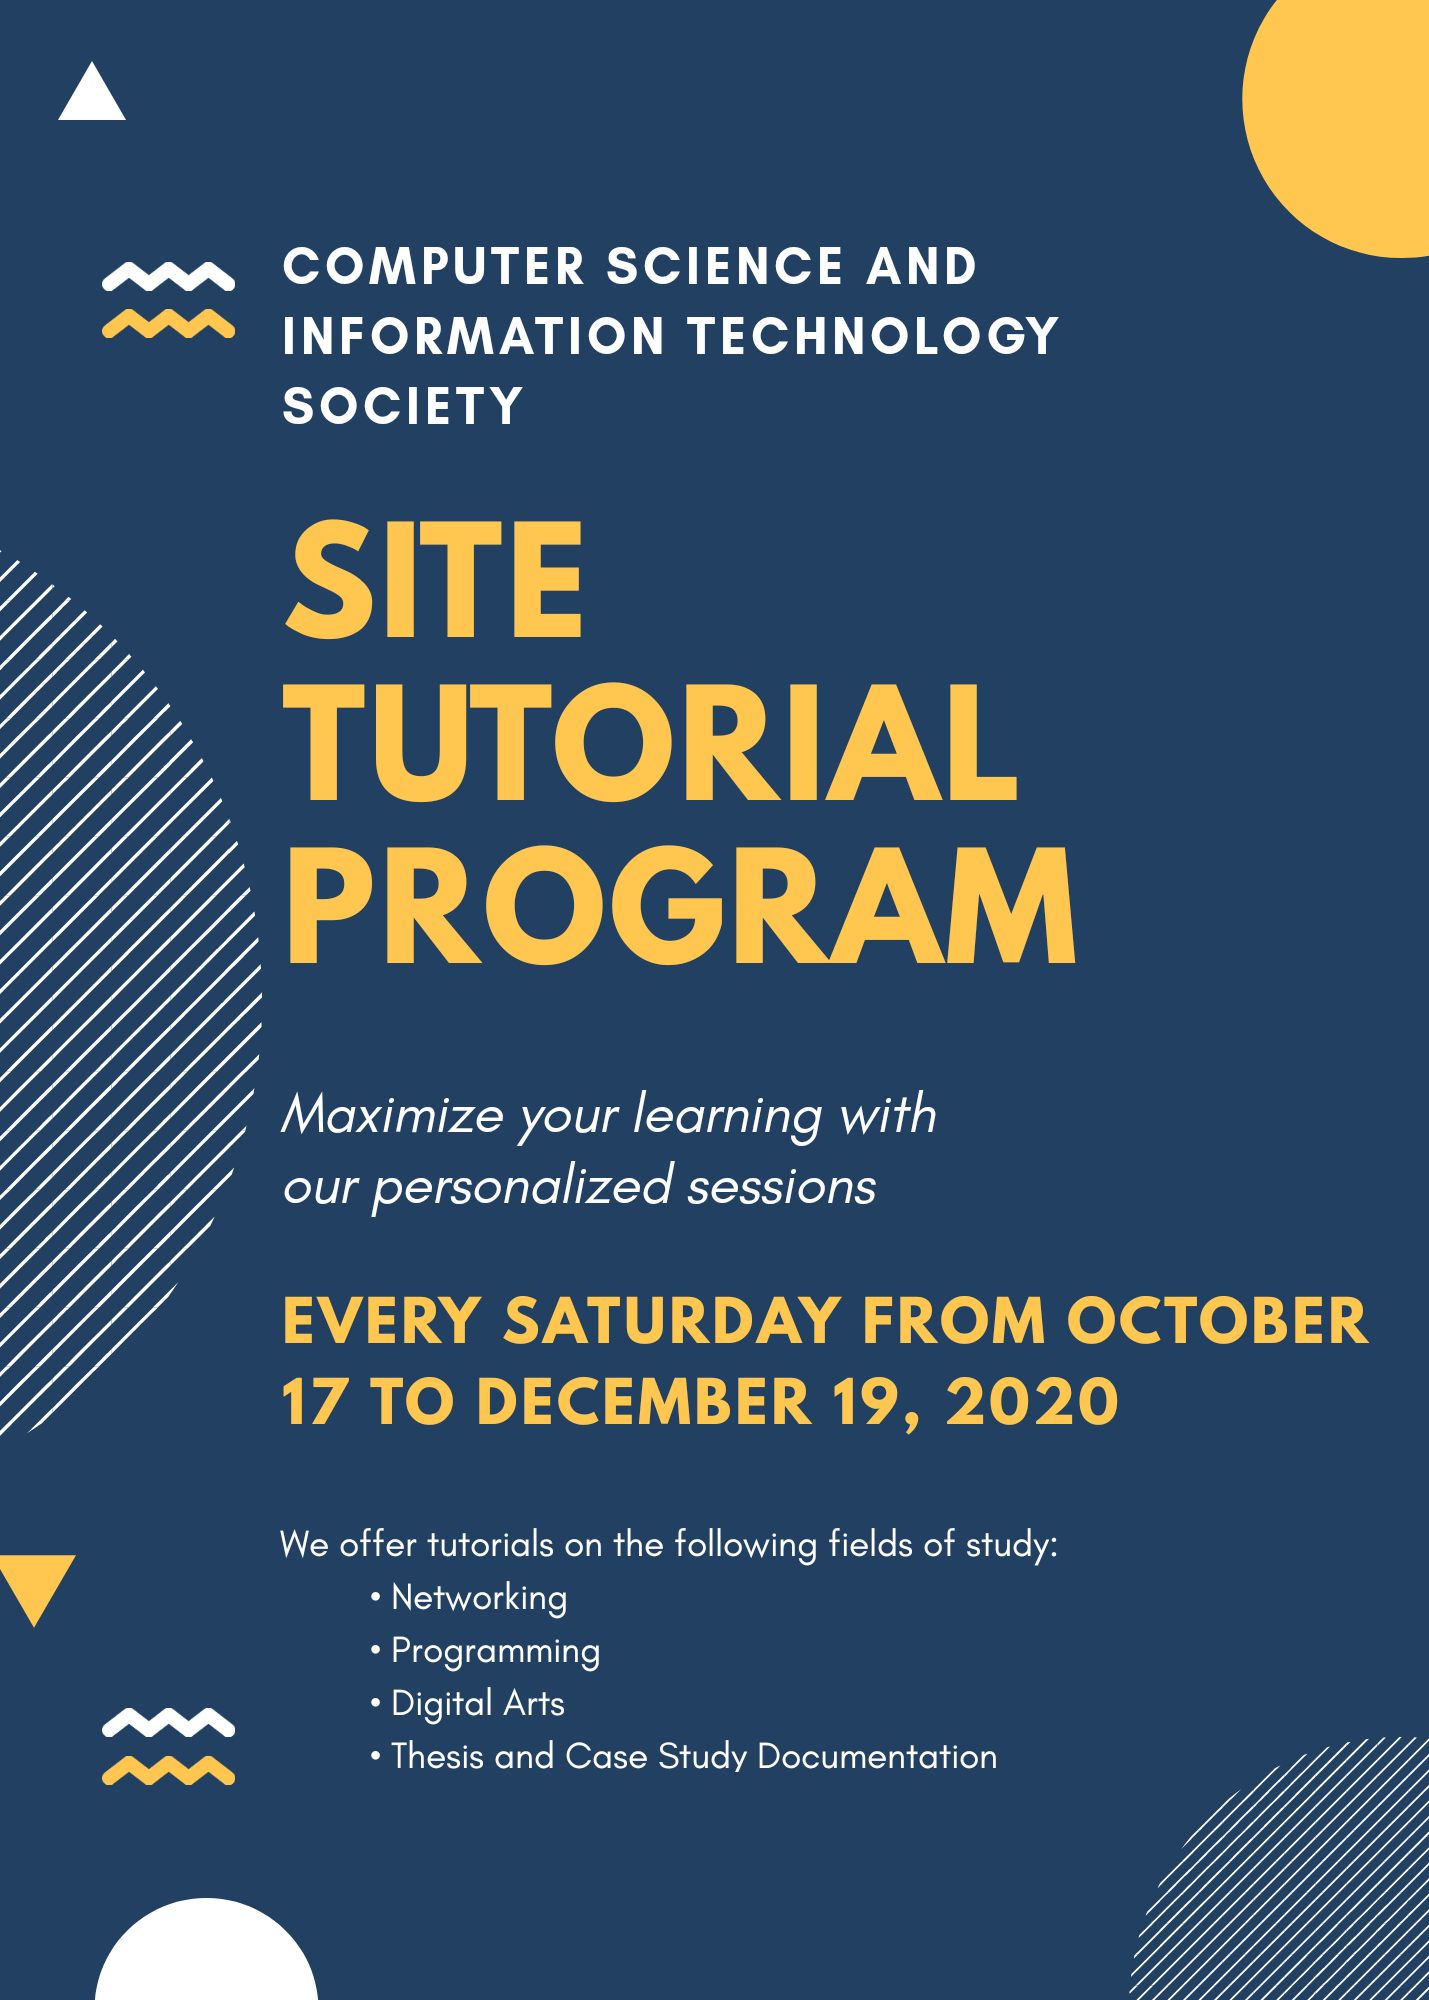 COMPUTER SCIENCE AND
INFORMATION TECHNOLOGY
SOCIETY
SITE
TUTORIAL
PROGRAM
Maximize your learning with
our personalized sessions
EVERY SATURDAY FROM OCTOBER
17 TO DECEMBER 19, 2020
We offer tutorials on the following fields of study:
• Networking
• Programming
• Digital Arts
• Thesis and Case Study Documentation